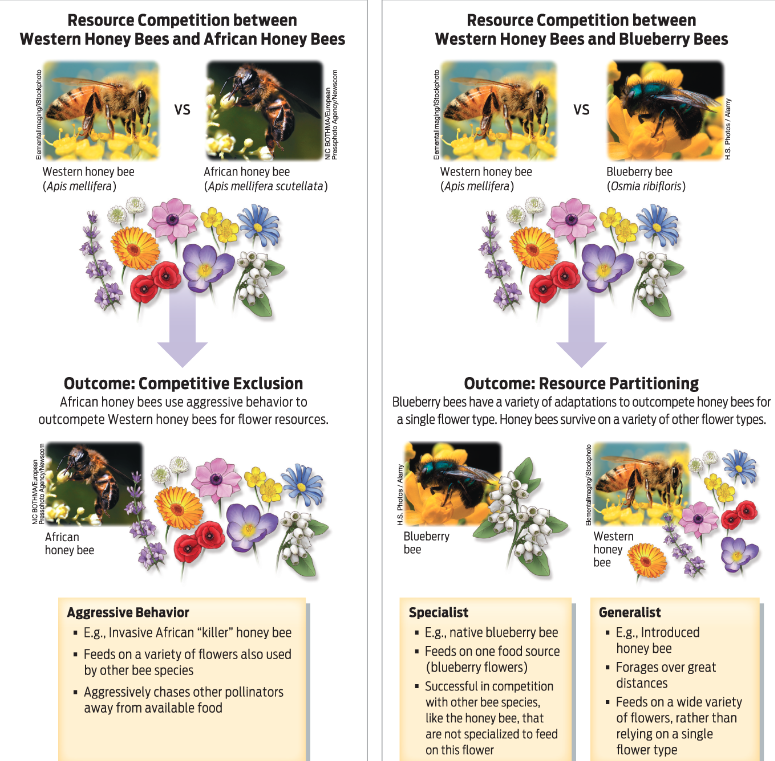 Resource Competition between
Western Honey Bees and African Honey Bees
ElementalImaging/iStockphoto
VS
NIC BOTHMA/European
Pressphoto Agency/Newscom
Western honey bee
(Apis mellifera)
African honey bee
(Apis mellifera scutellata)
Outcome: Competitive Exclusion
African honey bees use aggressive behavior to
outcompete Western honey bees for flower resources.
NIC BOTHMA/European
Pressphoto Agency/Newscom
African
honey bee
Aggressive Behavior
▪ E.g., Invasive African “killer” honey bee
▪ Feeds on a variety of flowers also used
by other bee species
▪ Aggressively chases other pollinators
away from available food
Resource Competition between
Western Honey Bees and Blueberry Bees
ElementalImaging/iStockphoto
VS
H.S. Photos / Alamy
Western honey bee
(Apis mellifera)
Blueberry bee
(Osmia ribifloris)
Outcome: Resource Partitioning
Blueberry bees have a variety of adaptations to outcompete honey bees for
a single flower type. Honey bees survive on a variety of other flower types.
H.S. Photos / Alamy
Blueberry
bee
ElementalImaging/iStockphoto
Western
honey
bee
Specialist
▪ E.g., native blueberry bee
▪ Feeds on one food source
(blueberry flowers)
▪ Successful in competition
with other bee species,
like the honey bee, that
are not specialized to feed
on this flower
Generalist
▪ E.g., Introduced
honey bee
▪ Forages over great
distances
▪ Feeds on a wide variety
of flowers, rather than
relying on a single
flower type